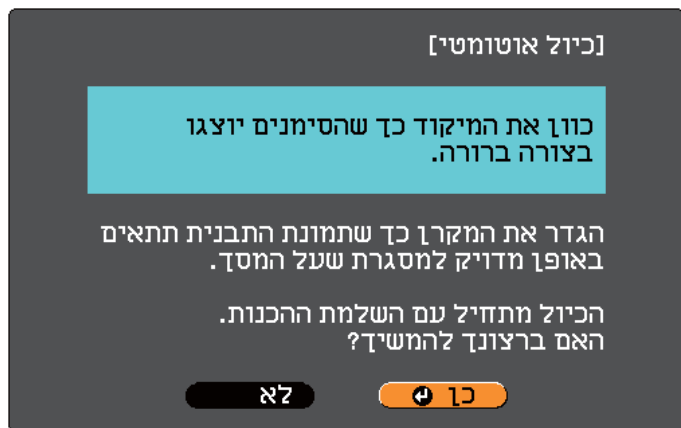 [כיול אוטומטי]
כוון את המיקוד כך שהסימנים יוצגו
בצורה ברורה.
הגדר את המקרן כך שתמונת התבנית תתאים
באופן מדויק למסגרת שעל המסך.
הכיול מתחיל עם השלמת ההכנות.
האם ברצונך להמשיך?
כן לא